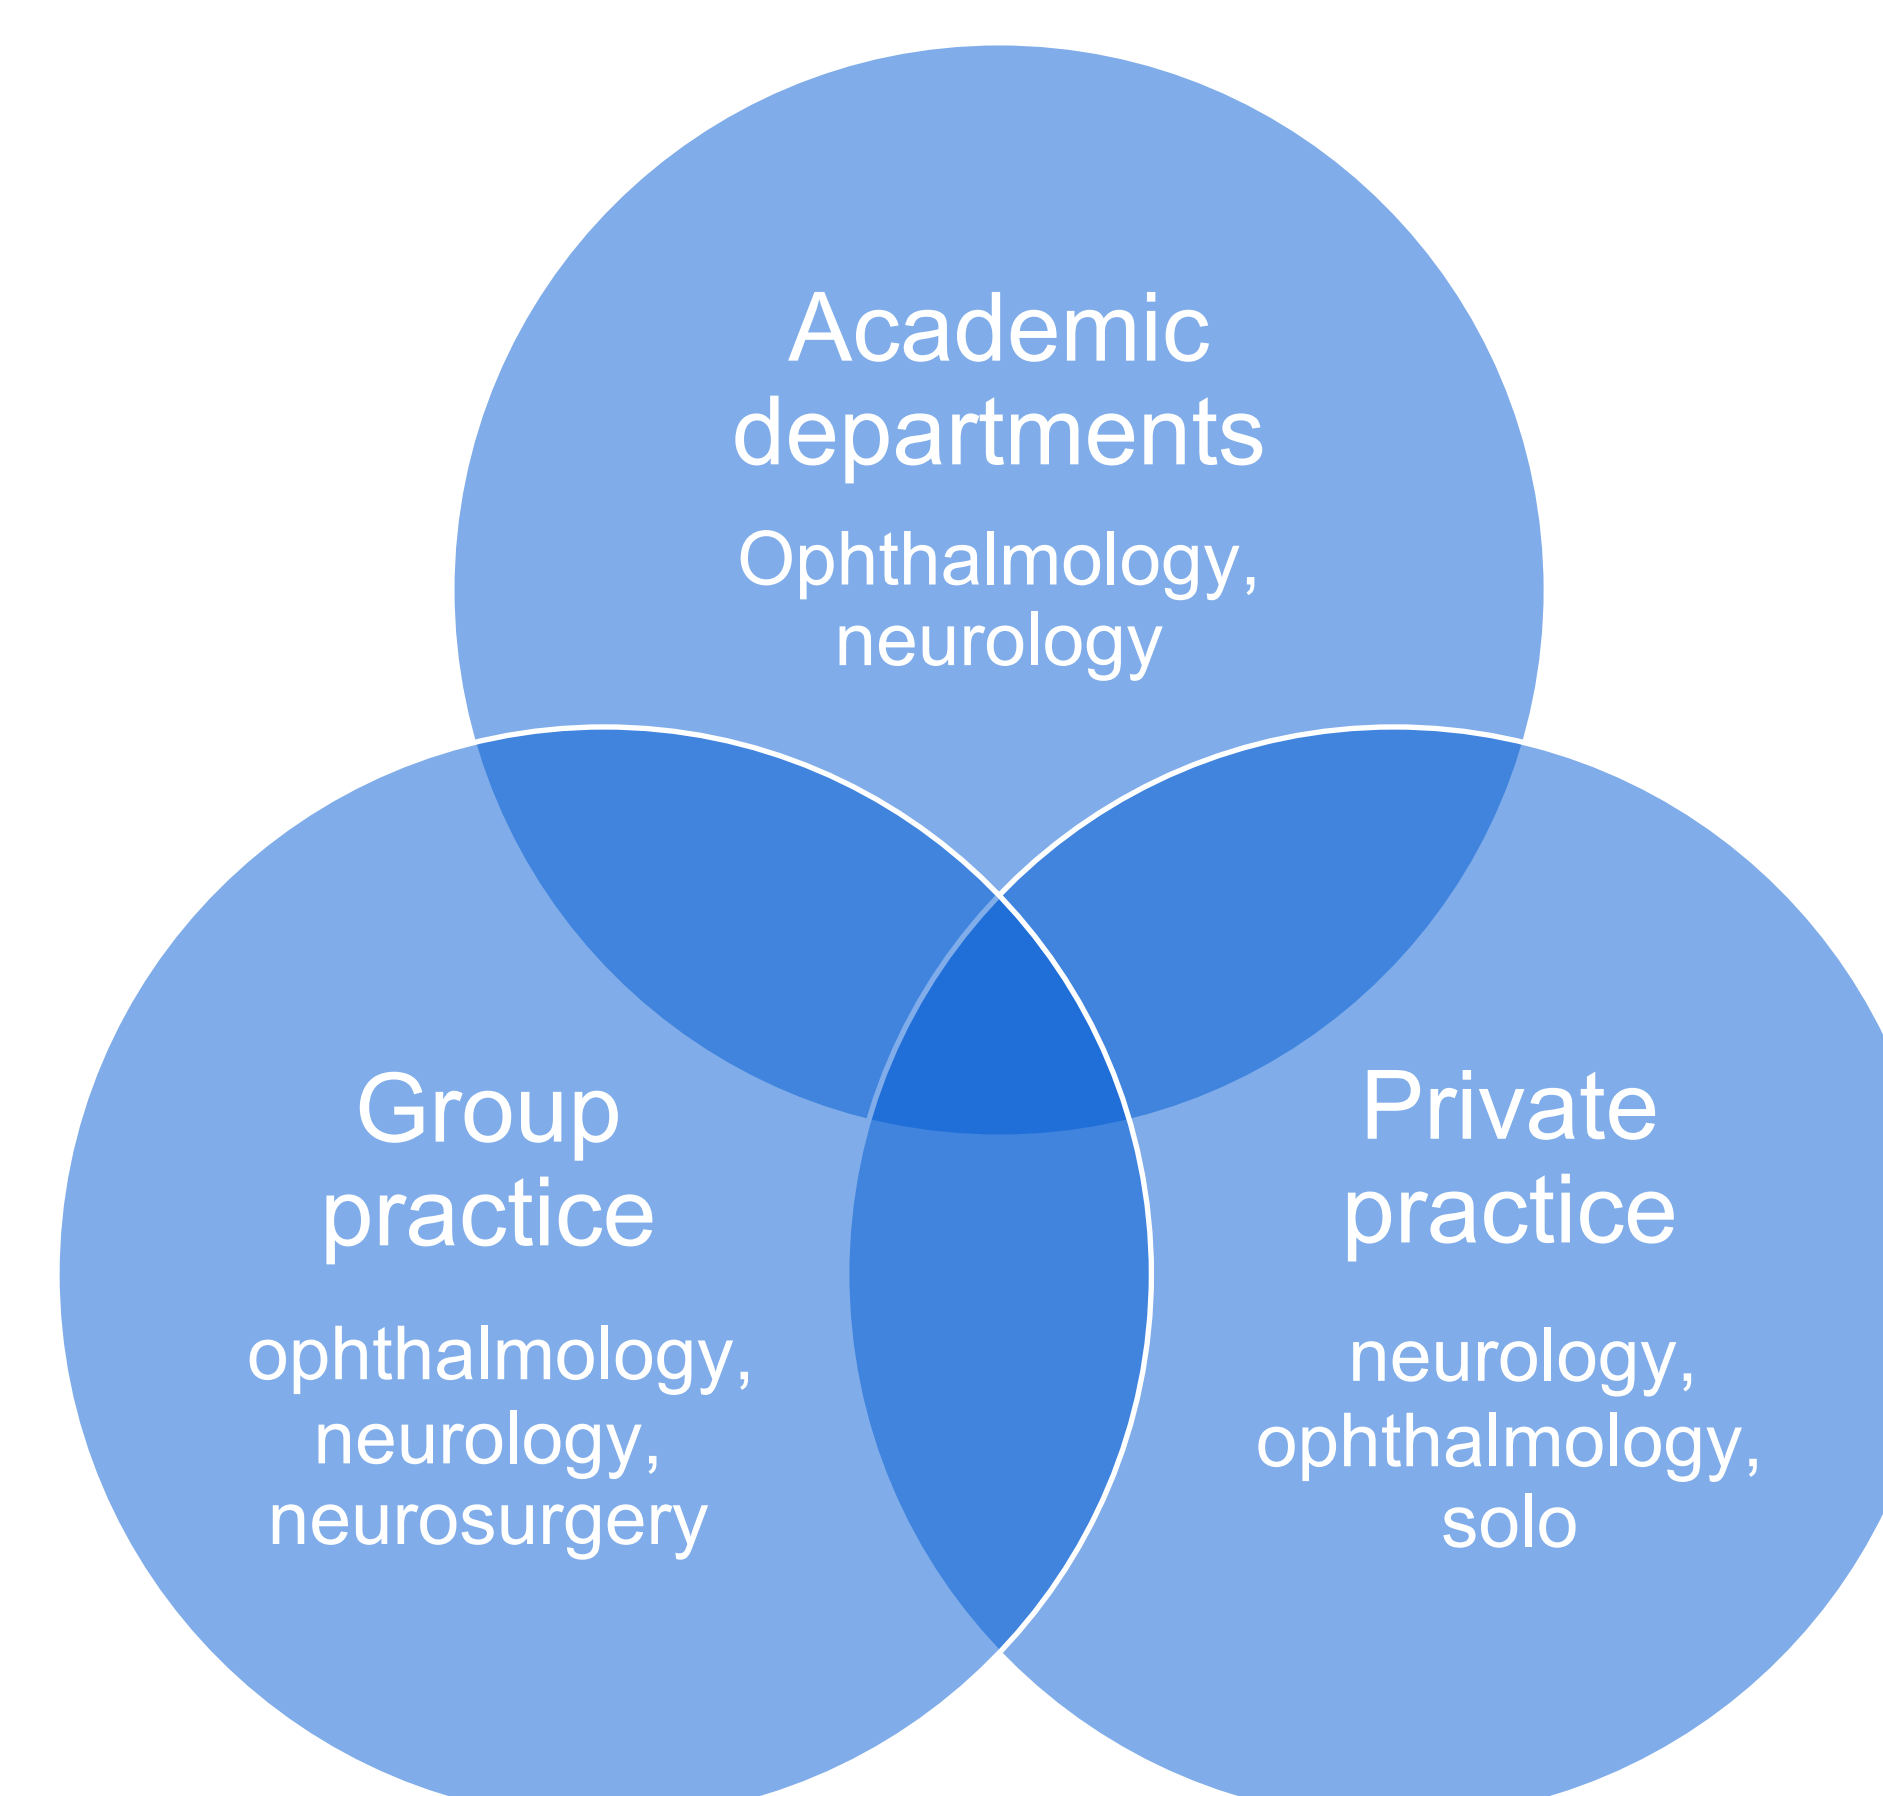 Academic
departments
Ophthalmology,
neurology
Group
practice
ophthalmology,
neurology,
neurosurgery
Private
practice
neurology,
ophthalmology,
solo